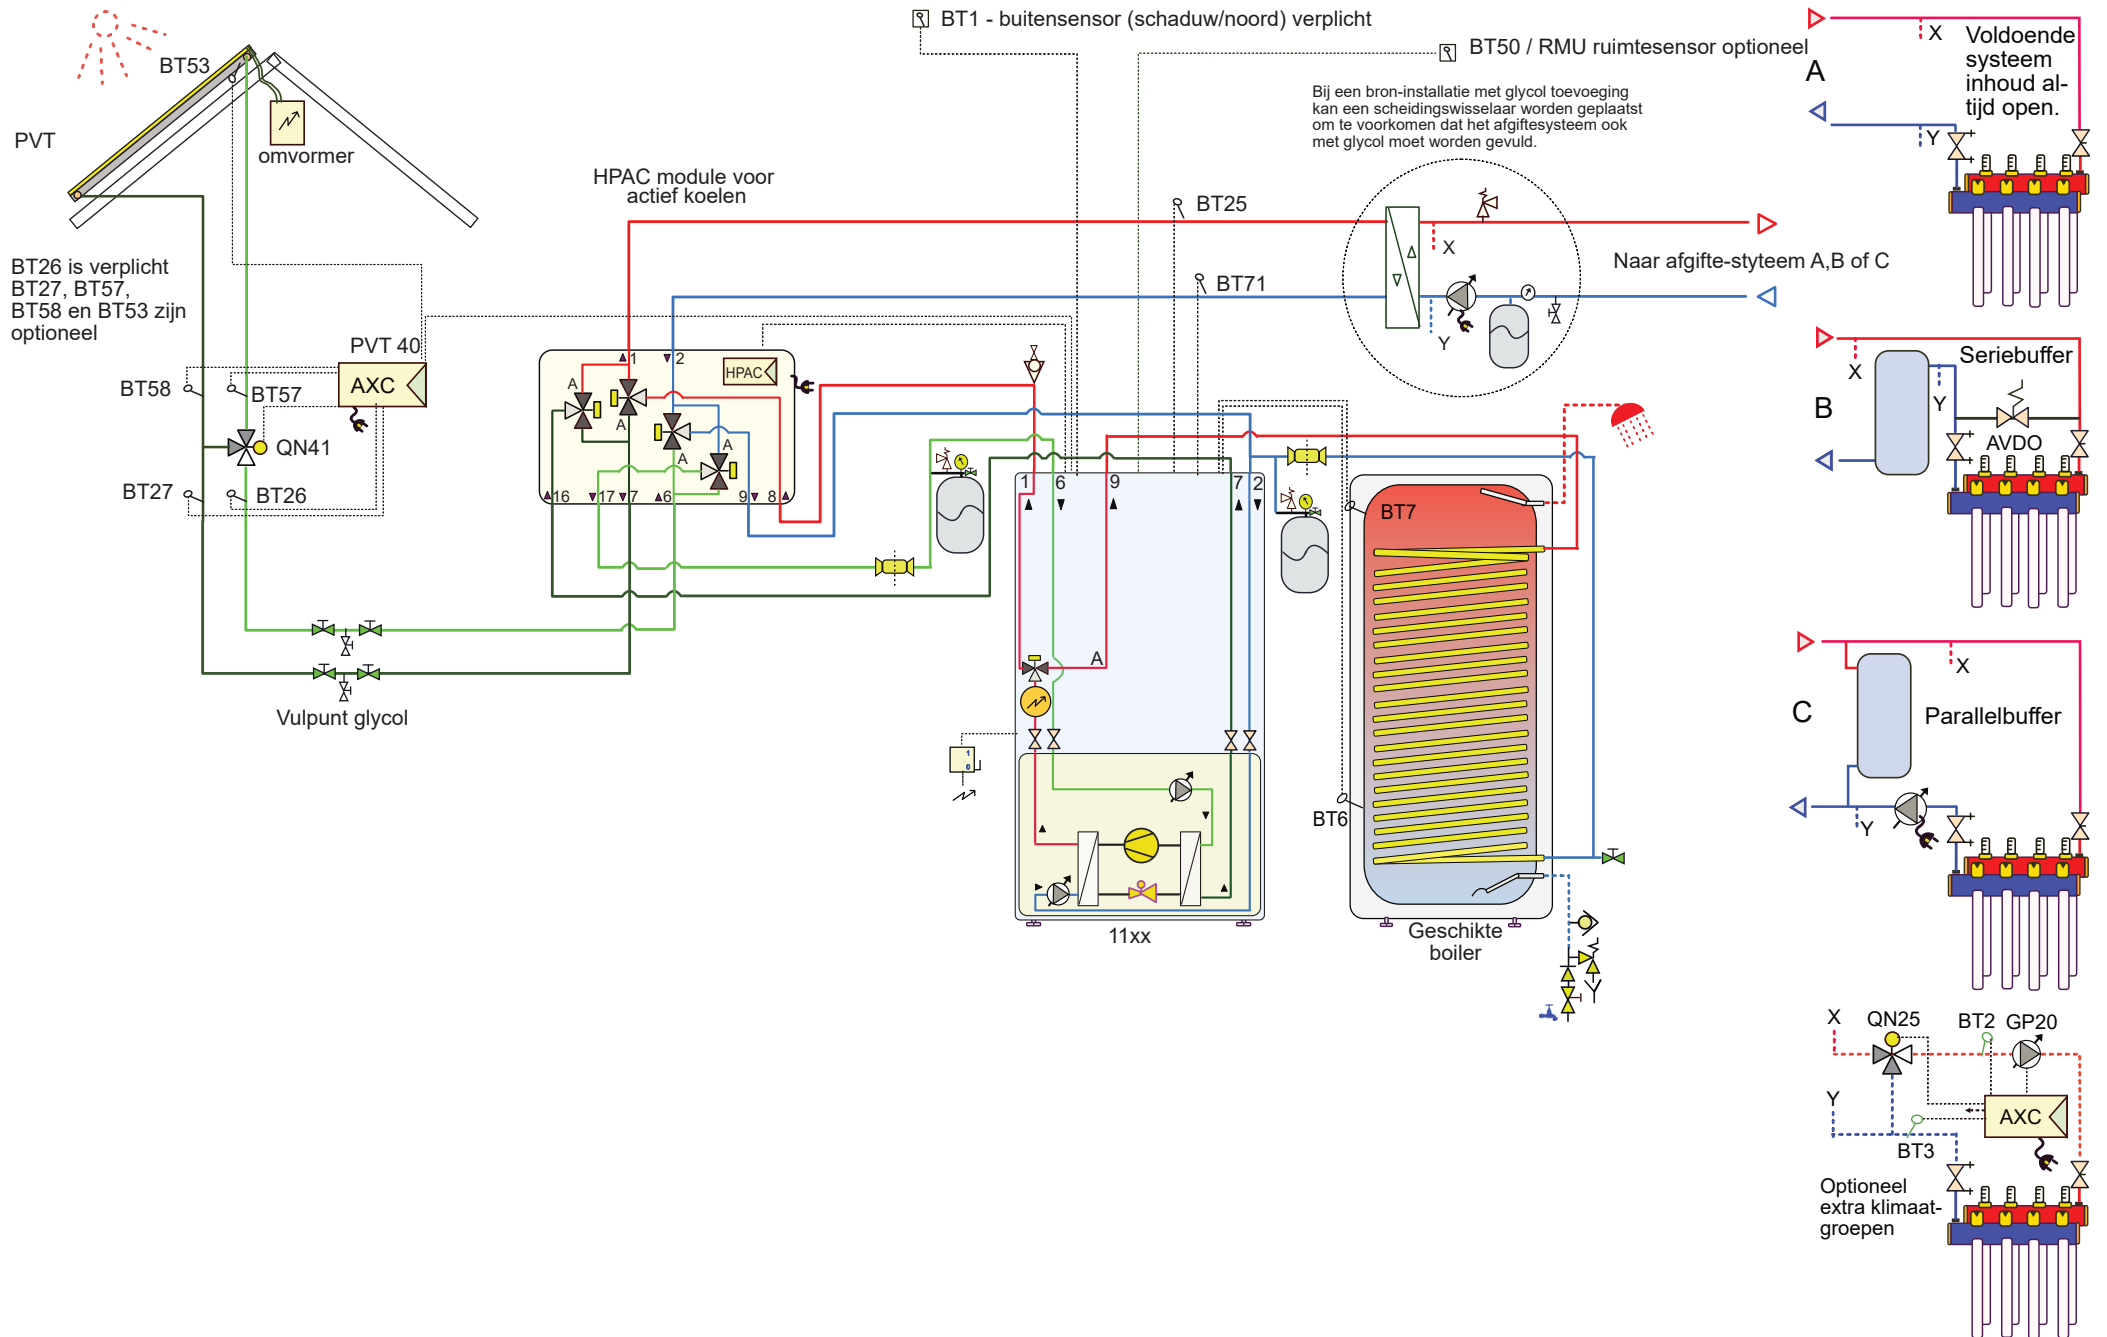 BT1 - buitensensor (schaduw/noord) verplicht
BT50 / RMU ruimtesensor optioneel
BT53
PVT
omvormer
Bij een bron-installatie met glycol toevoeging
kan een scheidingswisselaar worden geplaatst
om te voorkomen dat het afgiftesysteem ook
met glycol moet worden gevuld.
HPAC module voor
actief koelen
BT25
BT71
X
Y
Naar afgifte-styteem A,B of C
BT26 is verplicht
BT27, BT57,
BT58 en BT53 zijn
optioneel
PVT 40
AXC
BT58
BT57
QN41
BT27
BT26
1
2
HPAC
A
A
A
A
16
17
7
6
9
8
Vulpunt glycol
1
6
9
7
2
A
1
0
11xx
BT7
BT6
Geschikte
boiler
A
X
Y
Voldoende
systeem
inhoud al-
tijd open.
B
X
Y
Seriebuffer
AVDO
C
X
Y
Parallelbuffer
X
QN25
BT2
GP20
Y
AXC
BT3
Optioneel
extra klimaat-
groepen